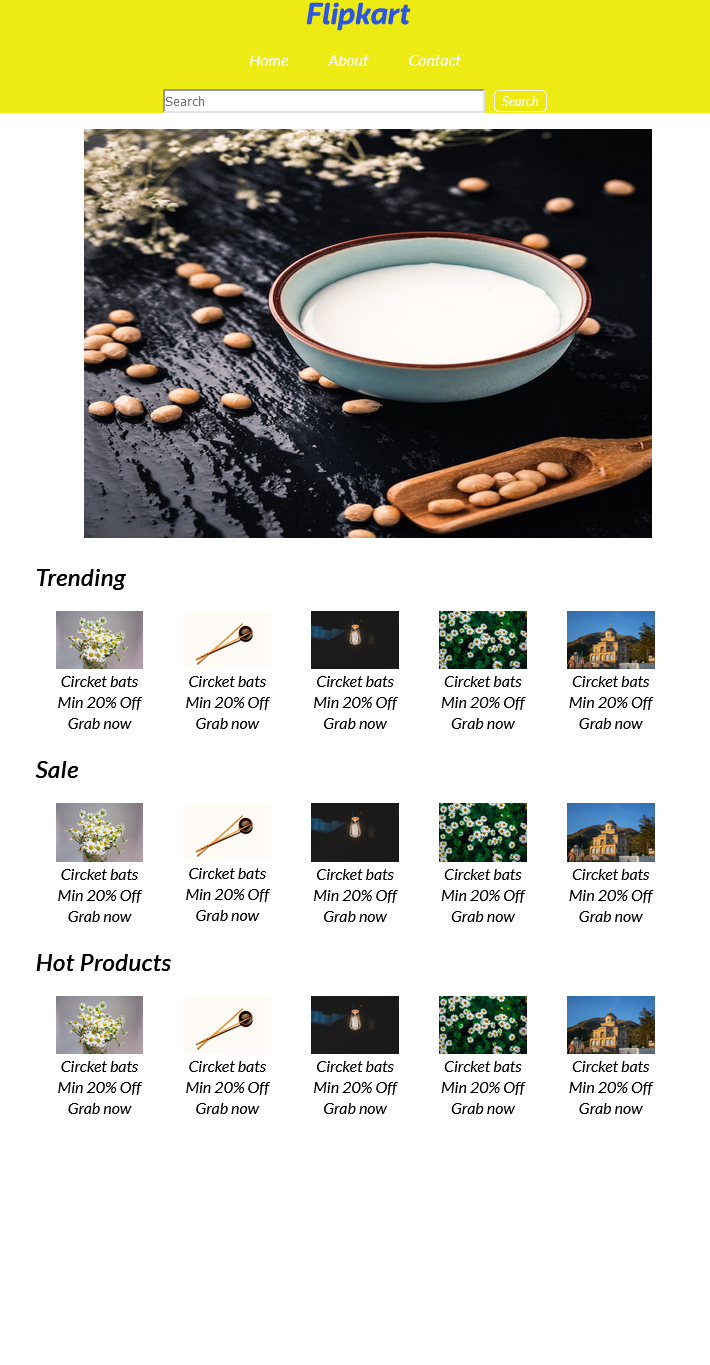 Flipkart
Home About Contact
Search Search
Trending
Circket bats Circket bats Circket bats Circket bats Circket bats
Min 20% Off Min 20% Off Min 20% Off Min 20% Off Min 20% Off
Grab now Grab now Grab now Grab now Grab now
Sale
Circket bats Circket bats Circket bats Circket bats Circket bats
Min 20% Off Min 20% Off Min 20% Off Min 20% Off Min 20% Off
Grab now Grab now Grab now Grab now Grab now
Hot Products
Circket bats Circket bats Circket bats Circket bats Circket bats
Min 20% Off Min 20% Off Min 20% Off Min 20% Off Min 20% Off
Grab now Grab now Grab now Grab now Grab now